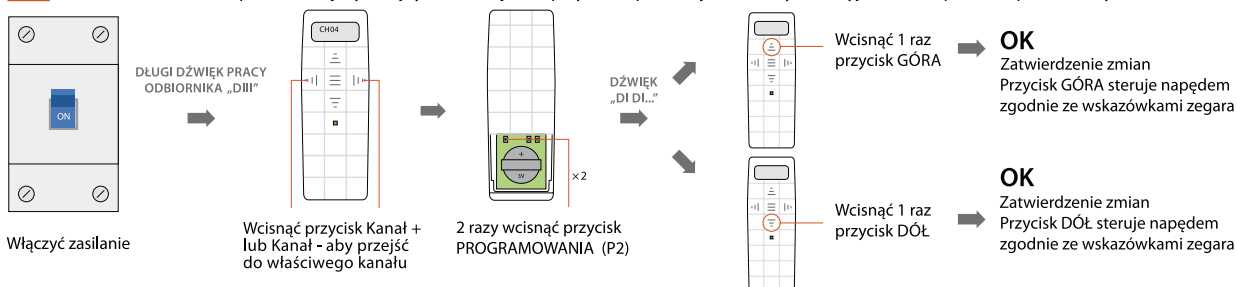 ON
Włączyć zasilanie
DŁUGI DŹWIĘK PRACY
ODBIORNIKA „DIII”
CH04
Wcisnąć przycisk Kanał +
lub Kanał - aby przejść
do właściwego kanału
+
3V
×2
2 razy wcisnąć przycisk
PROGRAMOWANIA (P2)
DŹWIĘK
„DI DI...”
Wcisnąć 1 raz
przycisk GÓRA
OK
Zatwierdzenie zmian
Przycisk GÓRA steruje napędem
zgodnie ze wskazówkami zegara
Wcisnąć 1 raz
przycisk DÓŁ
OK
Zatwierdzenie zmian
Przycisk DÓŁ steruje napędem
zgodnie ze wskazówkami zegara